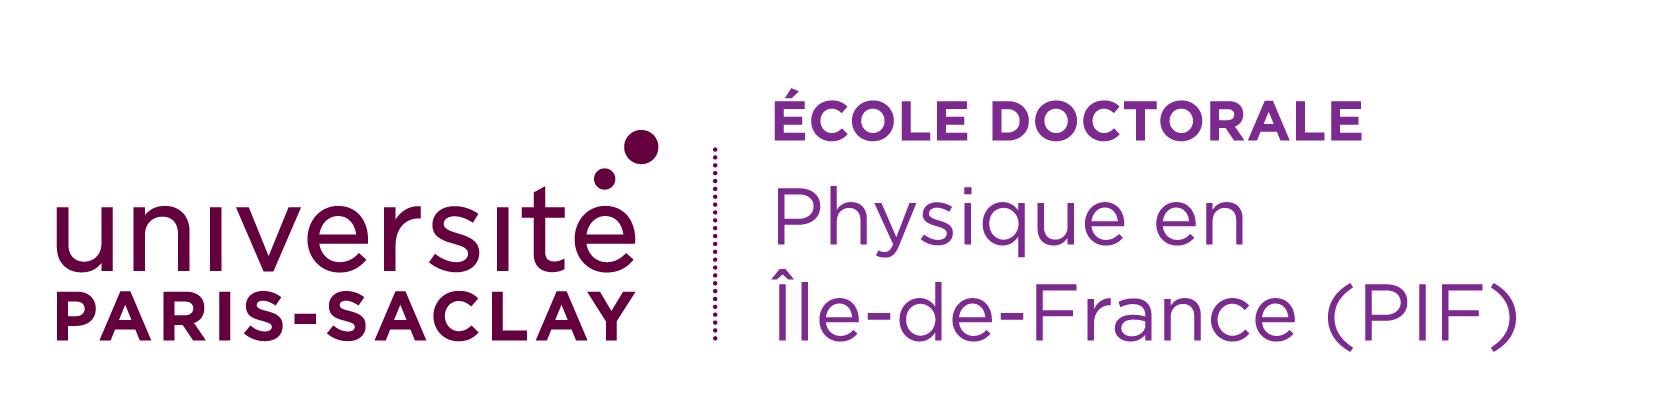 université
PARIS-SACLAY
ÉCOLE DOCTORALE
Physique en
Île-de-France (PIF)